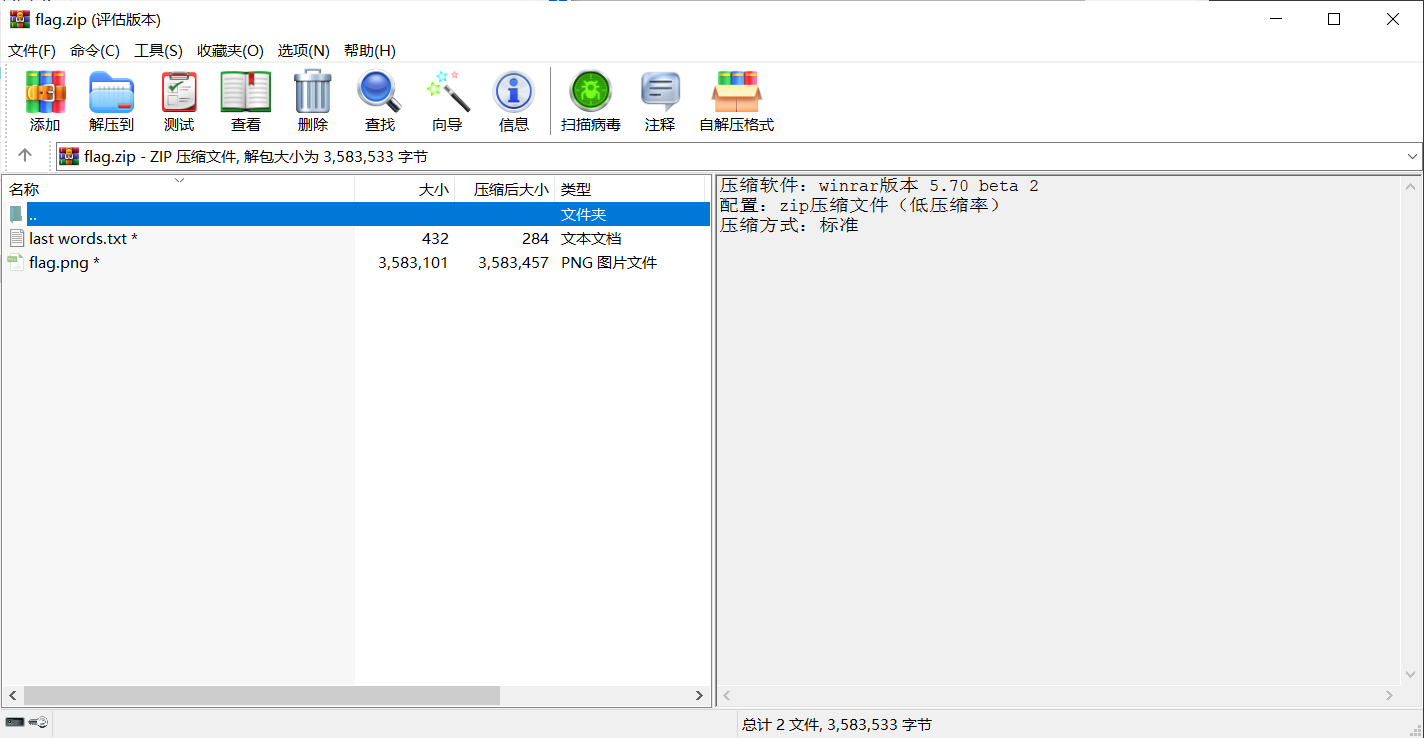 flag.zip (评估版本)
文件(F) 命令(C) 工具(S) 收藏夹(O) 选项(N) 帮助(H)
添加 解压到 测试 查看 删除 查找 向导 信息 扫描病毒 注释 自解压格式
flag.zip - ZIP 压缩文件, 解包大小为 3,583,533 字节
名称 大小 压缩后大小 类型
.. 文件夹
last words.txt * 432 284 文本文档
flag.png * 3,583,101 3,583,457 PNG 图片文件
压缩软件：winrar版本 5.70 beta 2
配置：zip压缩文件（低压缩率）
压缩方式：标准
总计 2 文件, 3,583,533 字节